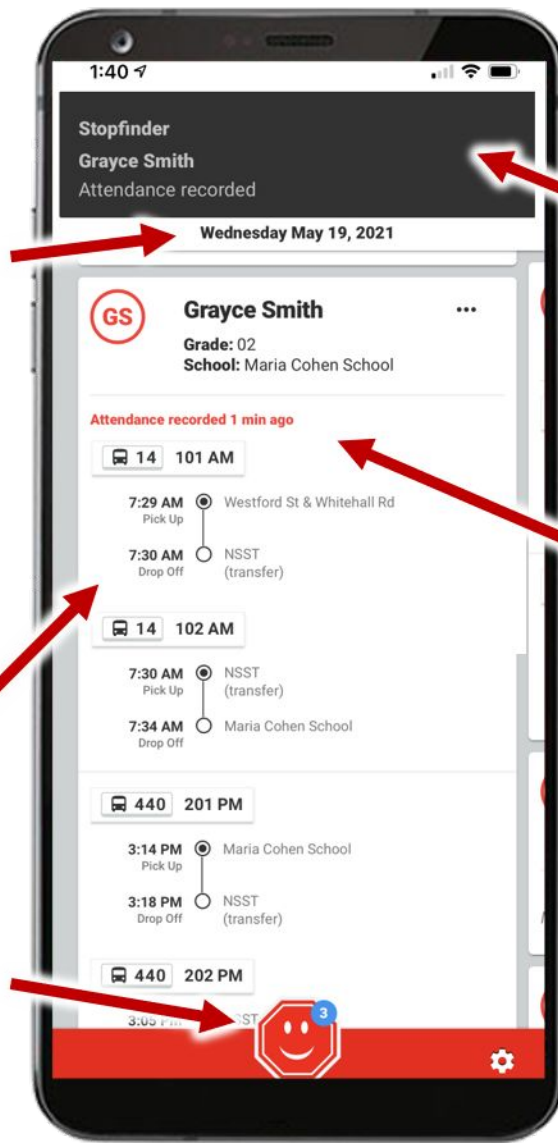 1:40
Stopfinder
Grayce Smith
Attendance recorded
Wednesday May 19, 2021
GS
Grayce Smith
Grade: 02
School: Maria Cohen School
Attendance recorded 1 min ago
14 101 AM
7:29 AM Westford St & Whitehall Rd
Pick Up
7:30 AM NSST
Drop Off (transfer)
14 102 AM
7:30 AM NSST
Pick Up (transfer)
7:34 AM Maria Cohen School
Drop Off
440 201 PM
3:14 PM Maria Cohen School
Pick Up
3:18 PM NSST
Drop Off (transfer)
440 202 PM
3:05
3